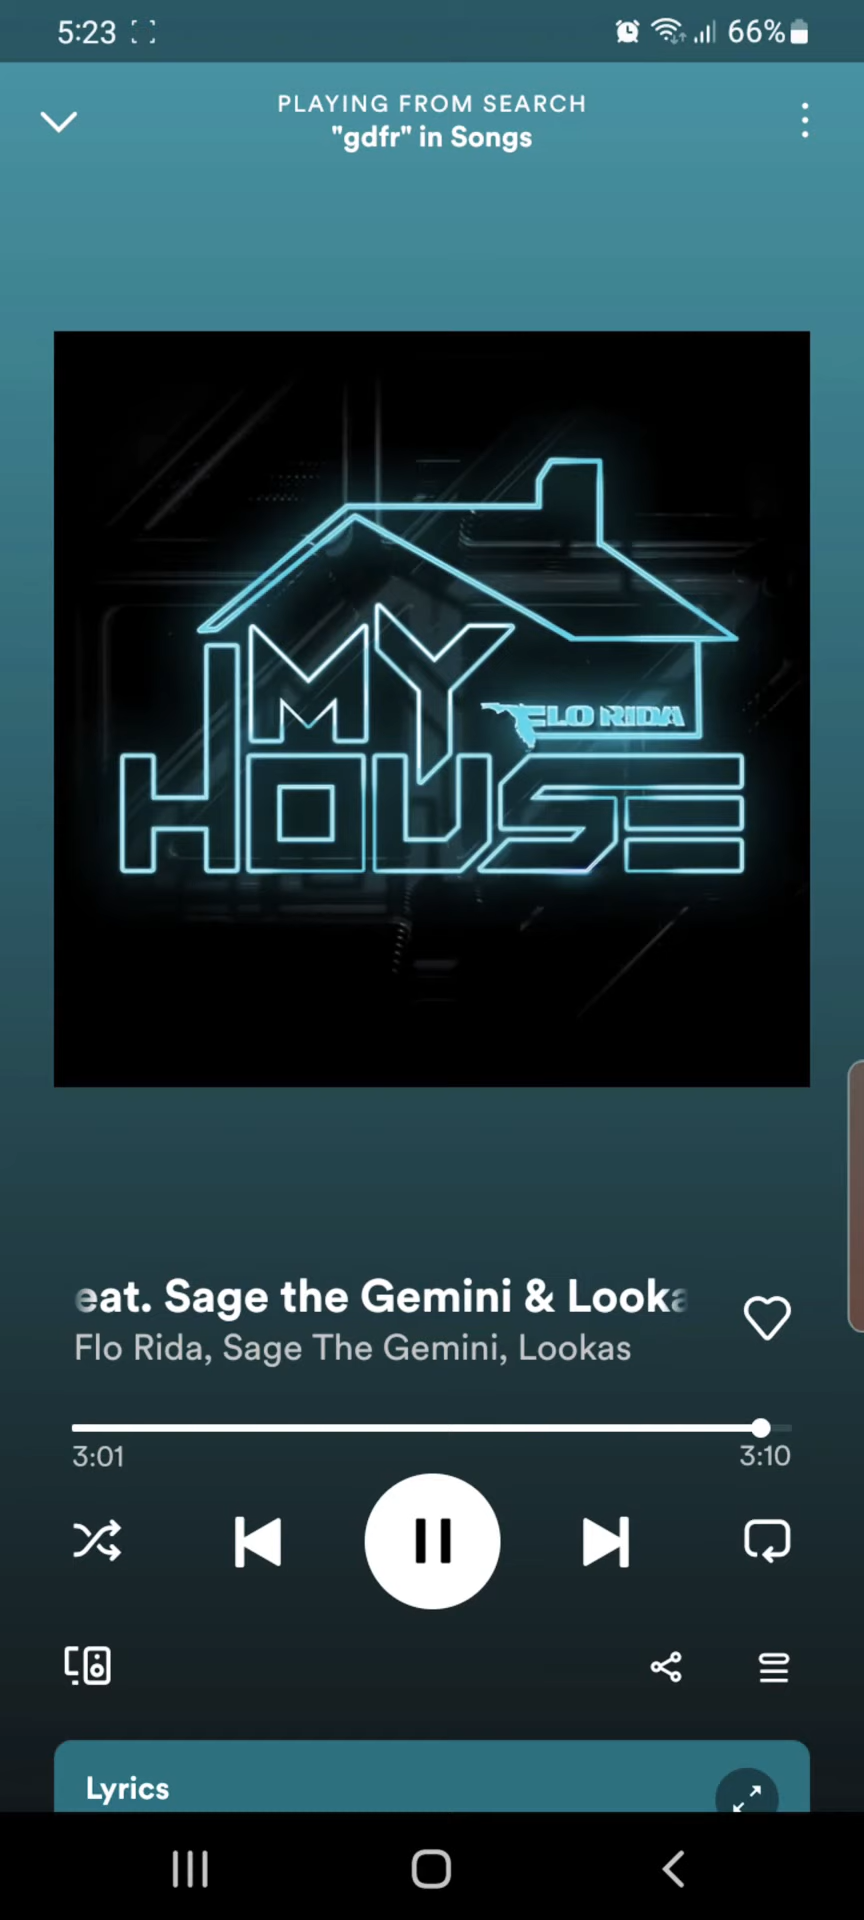 5:23
66%
PLAYING FROM SEARCH
"gdfr" in Songs
MY
FLO RIDA
HOUSE
eat. Sage the Gemini & Looka
Flo Rida, Sage The Gemini, Lookas
3:01
3:10
Lyrics